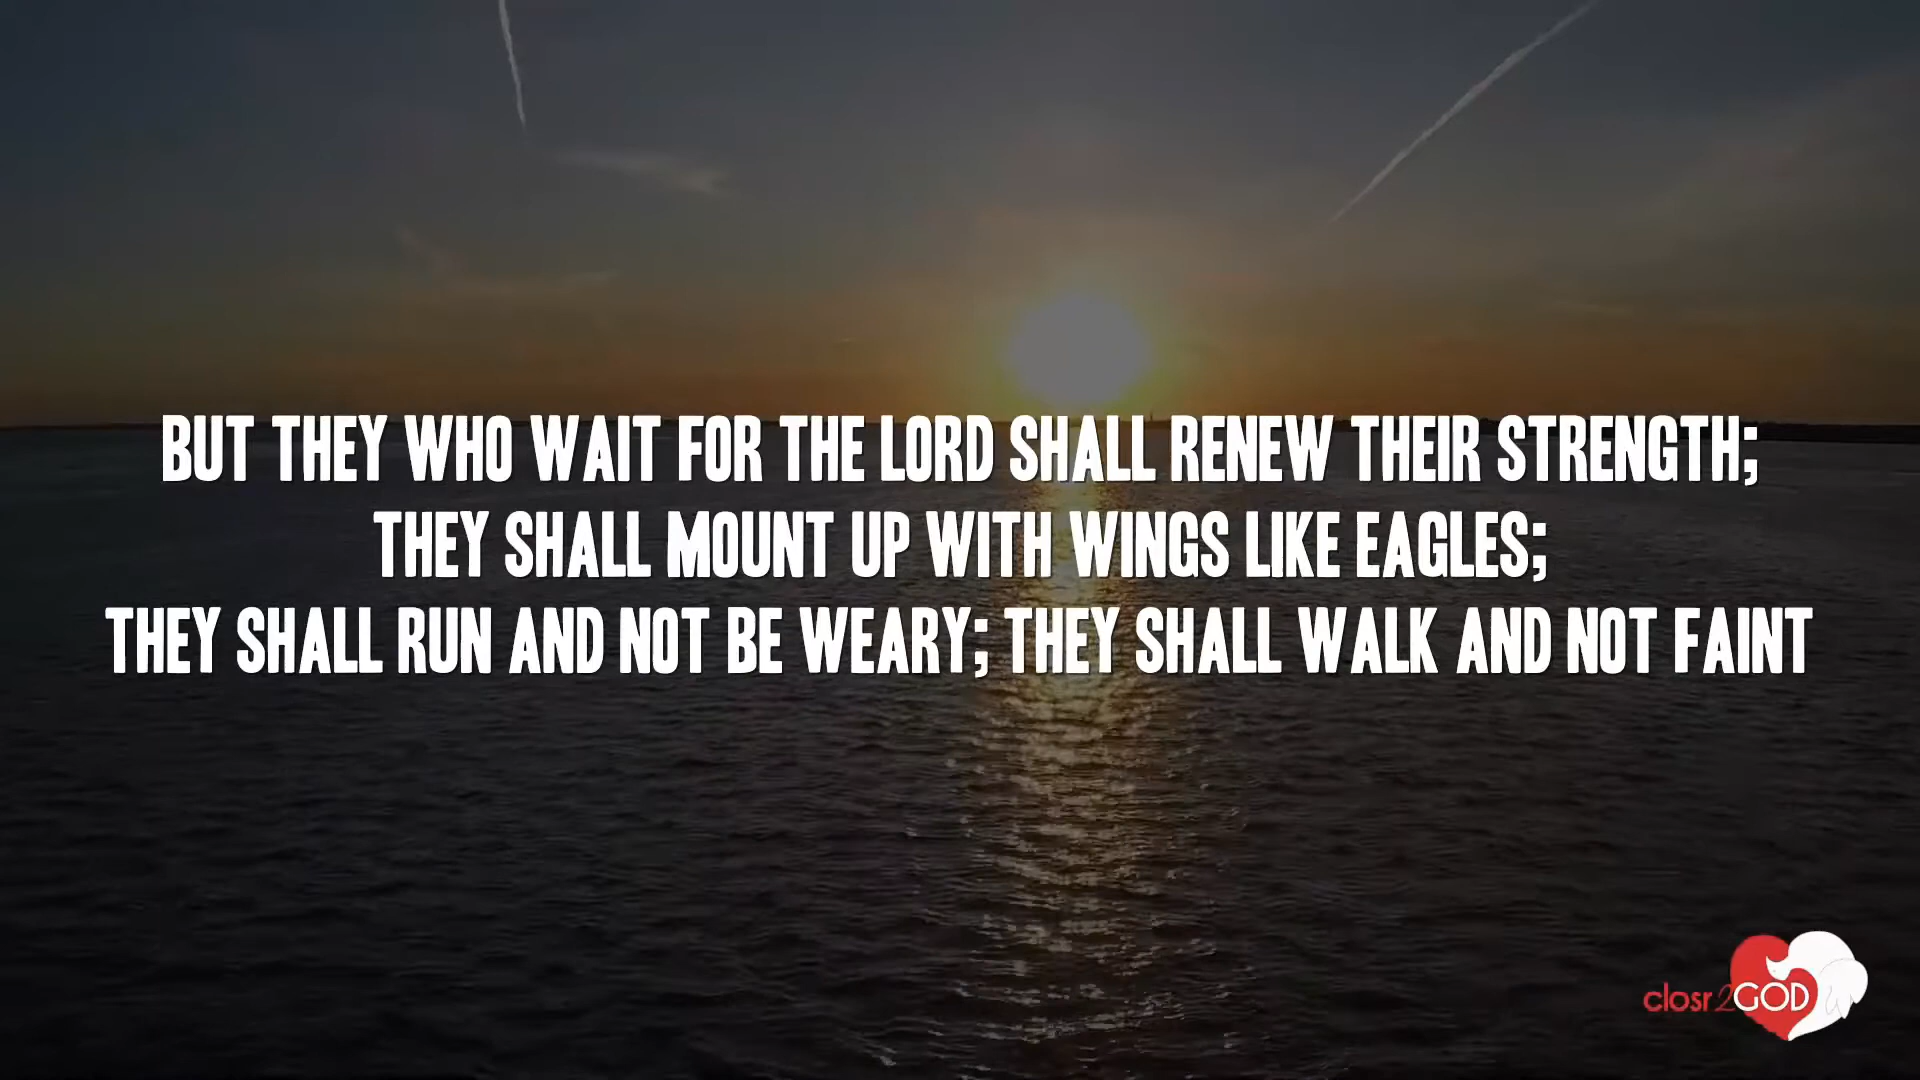 BUT THEY WHO WAIT FOR THE LORD SHALL RENEW THEIR STRENGTH;
THEY SHALL MOUNT UP WITH WINGS LIKE EAGLES;
THEY SHALL RUN AND NOT BE WEARY; THEY SHALL WALK AND NOT FAINT
closr2GOD